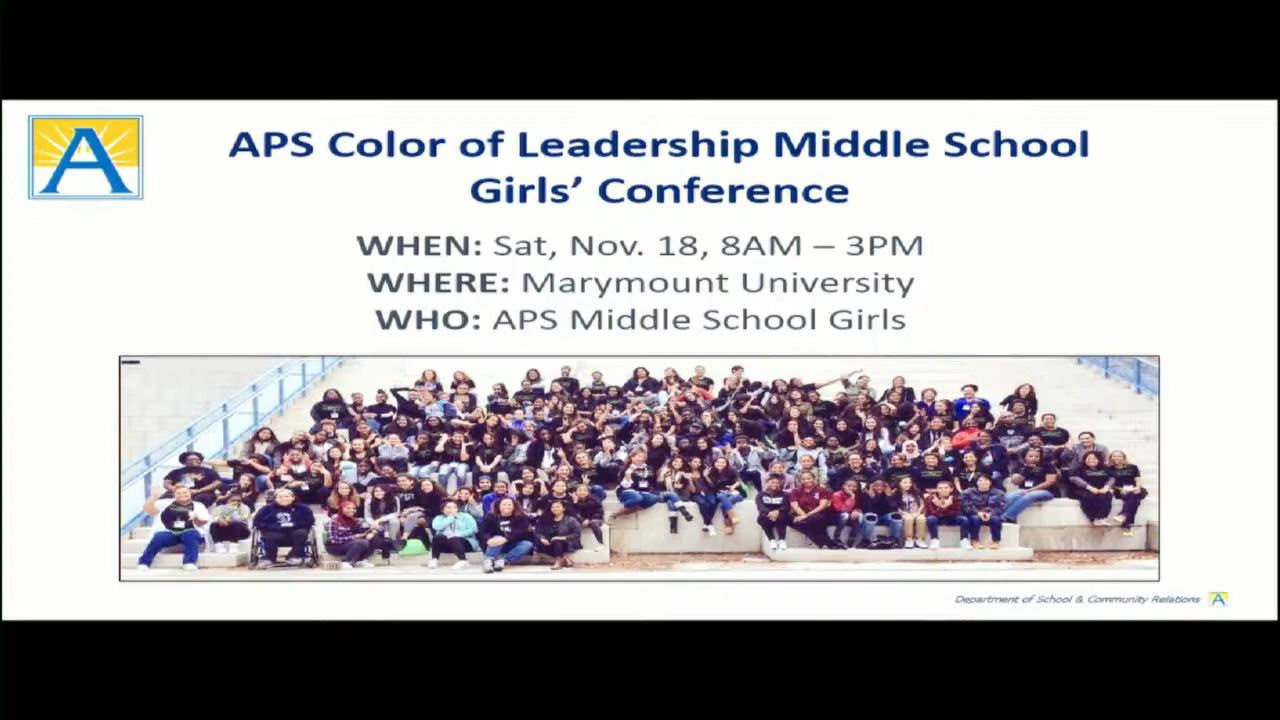 A
APS Color of Leadership Middle School
Girls’ Conference
WHEN: Sat, Nov. 18, 8AM – 3PM
WHERE: Marymount University
WHO: APS Middle School Girls
Department of School & Community Relations
A